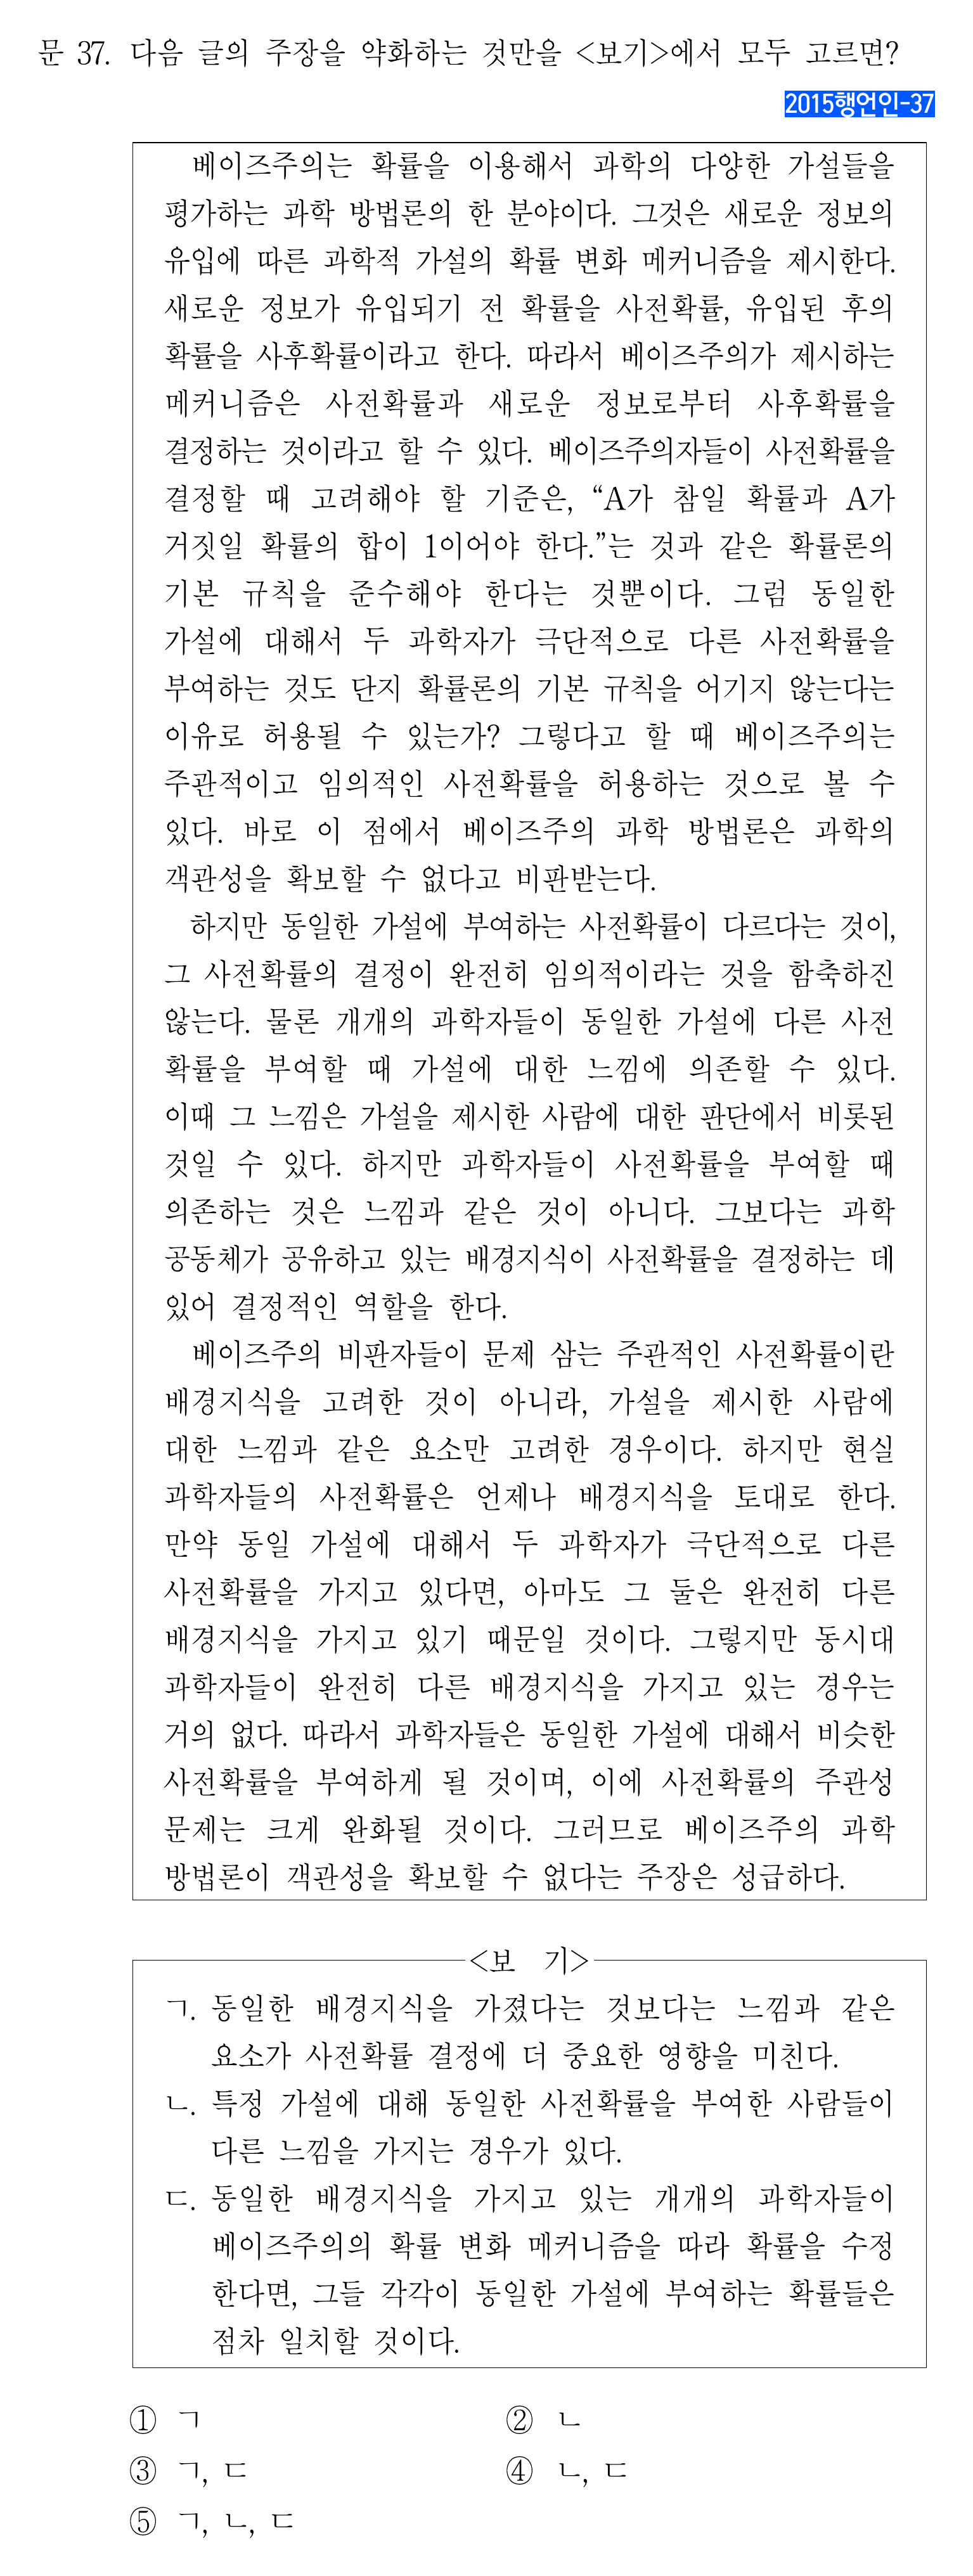 문 37. 다음 글의 주장을 약화하는 것만을 <보기>에서 모두 고르면?
2015행언인-37
베이즈주의는 확률을 이용해서 과학의 다양한 가설들을
평가하는 과학 방법론의 한 분야이다. 그것은 새로운 정보의
유입에 따른 과학적 가설의 확률 변화 메커니즘을 제시한다.
새로운 정보가 유입되기 전 확률을 사전확률, 유입된 후의
확률을 사후확률이라고 한다. 따라서 베이즈주의가 제시하는
메커니즘은 사전확률과 새로운 정보로부터 사후확률을
결정하는 것이라고 할 수 있다. 베이즈주의자들이 사전확률을
결정할 때 고려해야 할 기준은, “A가 참일 확률과 A가
거짓일 확률의 합이 1이어야 한다.”는 것과 같은 확률론의
기본 규칙을 준수해야 한다는 것뿐이다. 그럼 동일한
가설에 대해서 두 과학자가 극단적으로 다른 사전확률을
부여하는 것도 단지 확률론의 기본 규칙을 어기지 않는다는
이유로 허용될 수 있는가? 그렇다고 할 때 베이즈주의는
주관적이고 임의적인 사전확률을 허용하는 것으로 볼 수
있다. 바로 이 점에서 베이즈주의 과학 방법론은 과학의
객관성을 확보할 수 없다고 비판받는다.
하지만 동일한 가설에 부여하는 사전확률이 다르다는 것이,
그 사전확률의 결정이 완전히 임의적이라는 것을 함축하진
않는다. 물론 개개의 과학자들이 동일한 가설에 다른 사전
확률을 부여할 때 가설에 대한 느낌에 의존할 수 있다.
이때 그 느낌은 가설을 제시한 사람에 대한 판단에서 비롯된
것일 수 있다. 하지만 과학자들이 사전확률을 부여할 때
의존하는 것은 느낌과 같은 것이 아니다. 그보다는 과학
공동체가 공유하고 있는 배경지식이 사전확률을 결정하는 데
있어 결정적인 역할을 한다.
베이즈주의 비판자들이 문제 삼는 주관적인 사전확률이란
배경지식을 고려한 것이 아니라, 가설을 제시한 사람에
대한 느낌과 같은 요소만 고려한 경우이다. 하지만 현실
과학자들의 사전확률은 언제나 배경지식을 토대로 한다.
만약 동일 가설에 대해서 두 과학자가 극단적으로 다른
사전확률을 가지고 있다면, 아마도 그 둘은 완전히 다른
배경지식을 가지고 있기 때문일 것이다. 그렇지만 동시대
과학자들이 완전히 다른 배경지식을 가지고 있는 경우는
거의 없다. 따라서 과학자들은 동일한 가설에 대해서 비슷한
사전확률을 부여하게 될 것이며, 이에 사전확률의 주관성
문제는 크게 완화될 것이다. 그러므로 베이즈주의 과학
방법론이 객관성을 확보할 수 없다는 주장은 성급하다.
<보 기>
ㄱ. 동일한 배경지식을 가졌다는 것보다는 느낌과 같은
요소가 사전확률 결정에 더 중요한 영향을 미친다.
ㄴ. 특정 가설에 대해 동일한 사전확률을 부여한 사람들이
다른 느낌을 가지는 경우가 있다.
ㄷ. 동일한 배경지식을 가지고 있는 개개의 과학자들이
베이즈주의의 확률 변화 메커니즘을 따라 확률을 수정
한다면, 그들 각각이 동일한 가설에 부여하는 확률들은
점차 일치할 것이다.
① ㄱ ② ㄴ
③ ㄱ, ㄷ ④ ㄴ, ㄷ
⑤ ㄱ, ㄴ, ㄷ